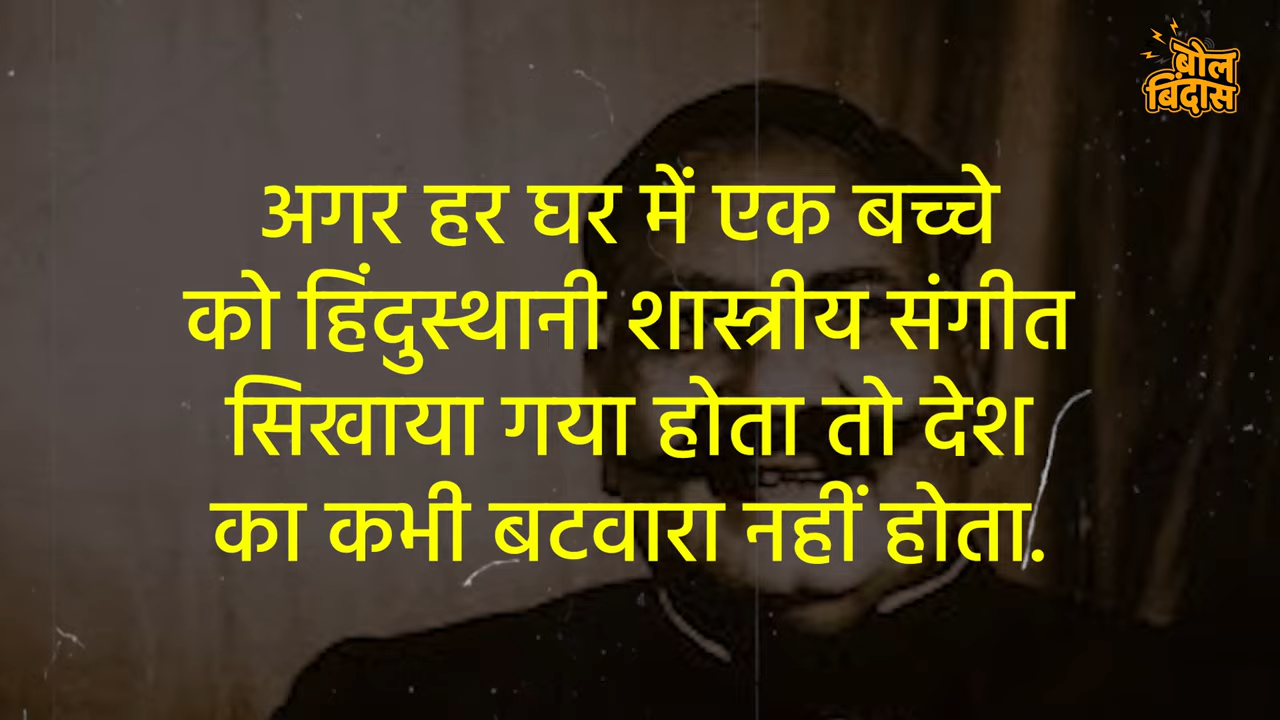 बोल
बिंदास
अगर हर घर में एक बच्चे
को हिंदुस्थानी शास्त्रीय संगीत
सिखाया गया होता तो देश
का कभी बटवारा नहीं होता.